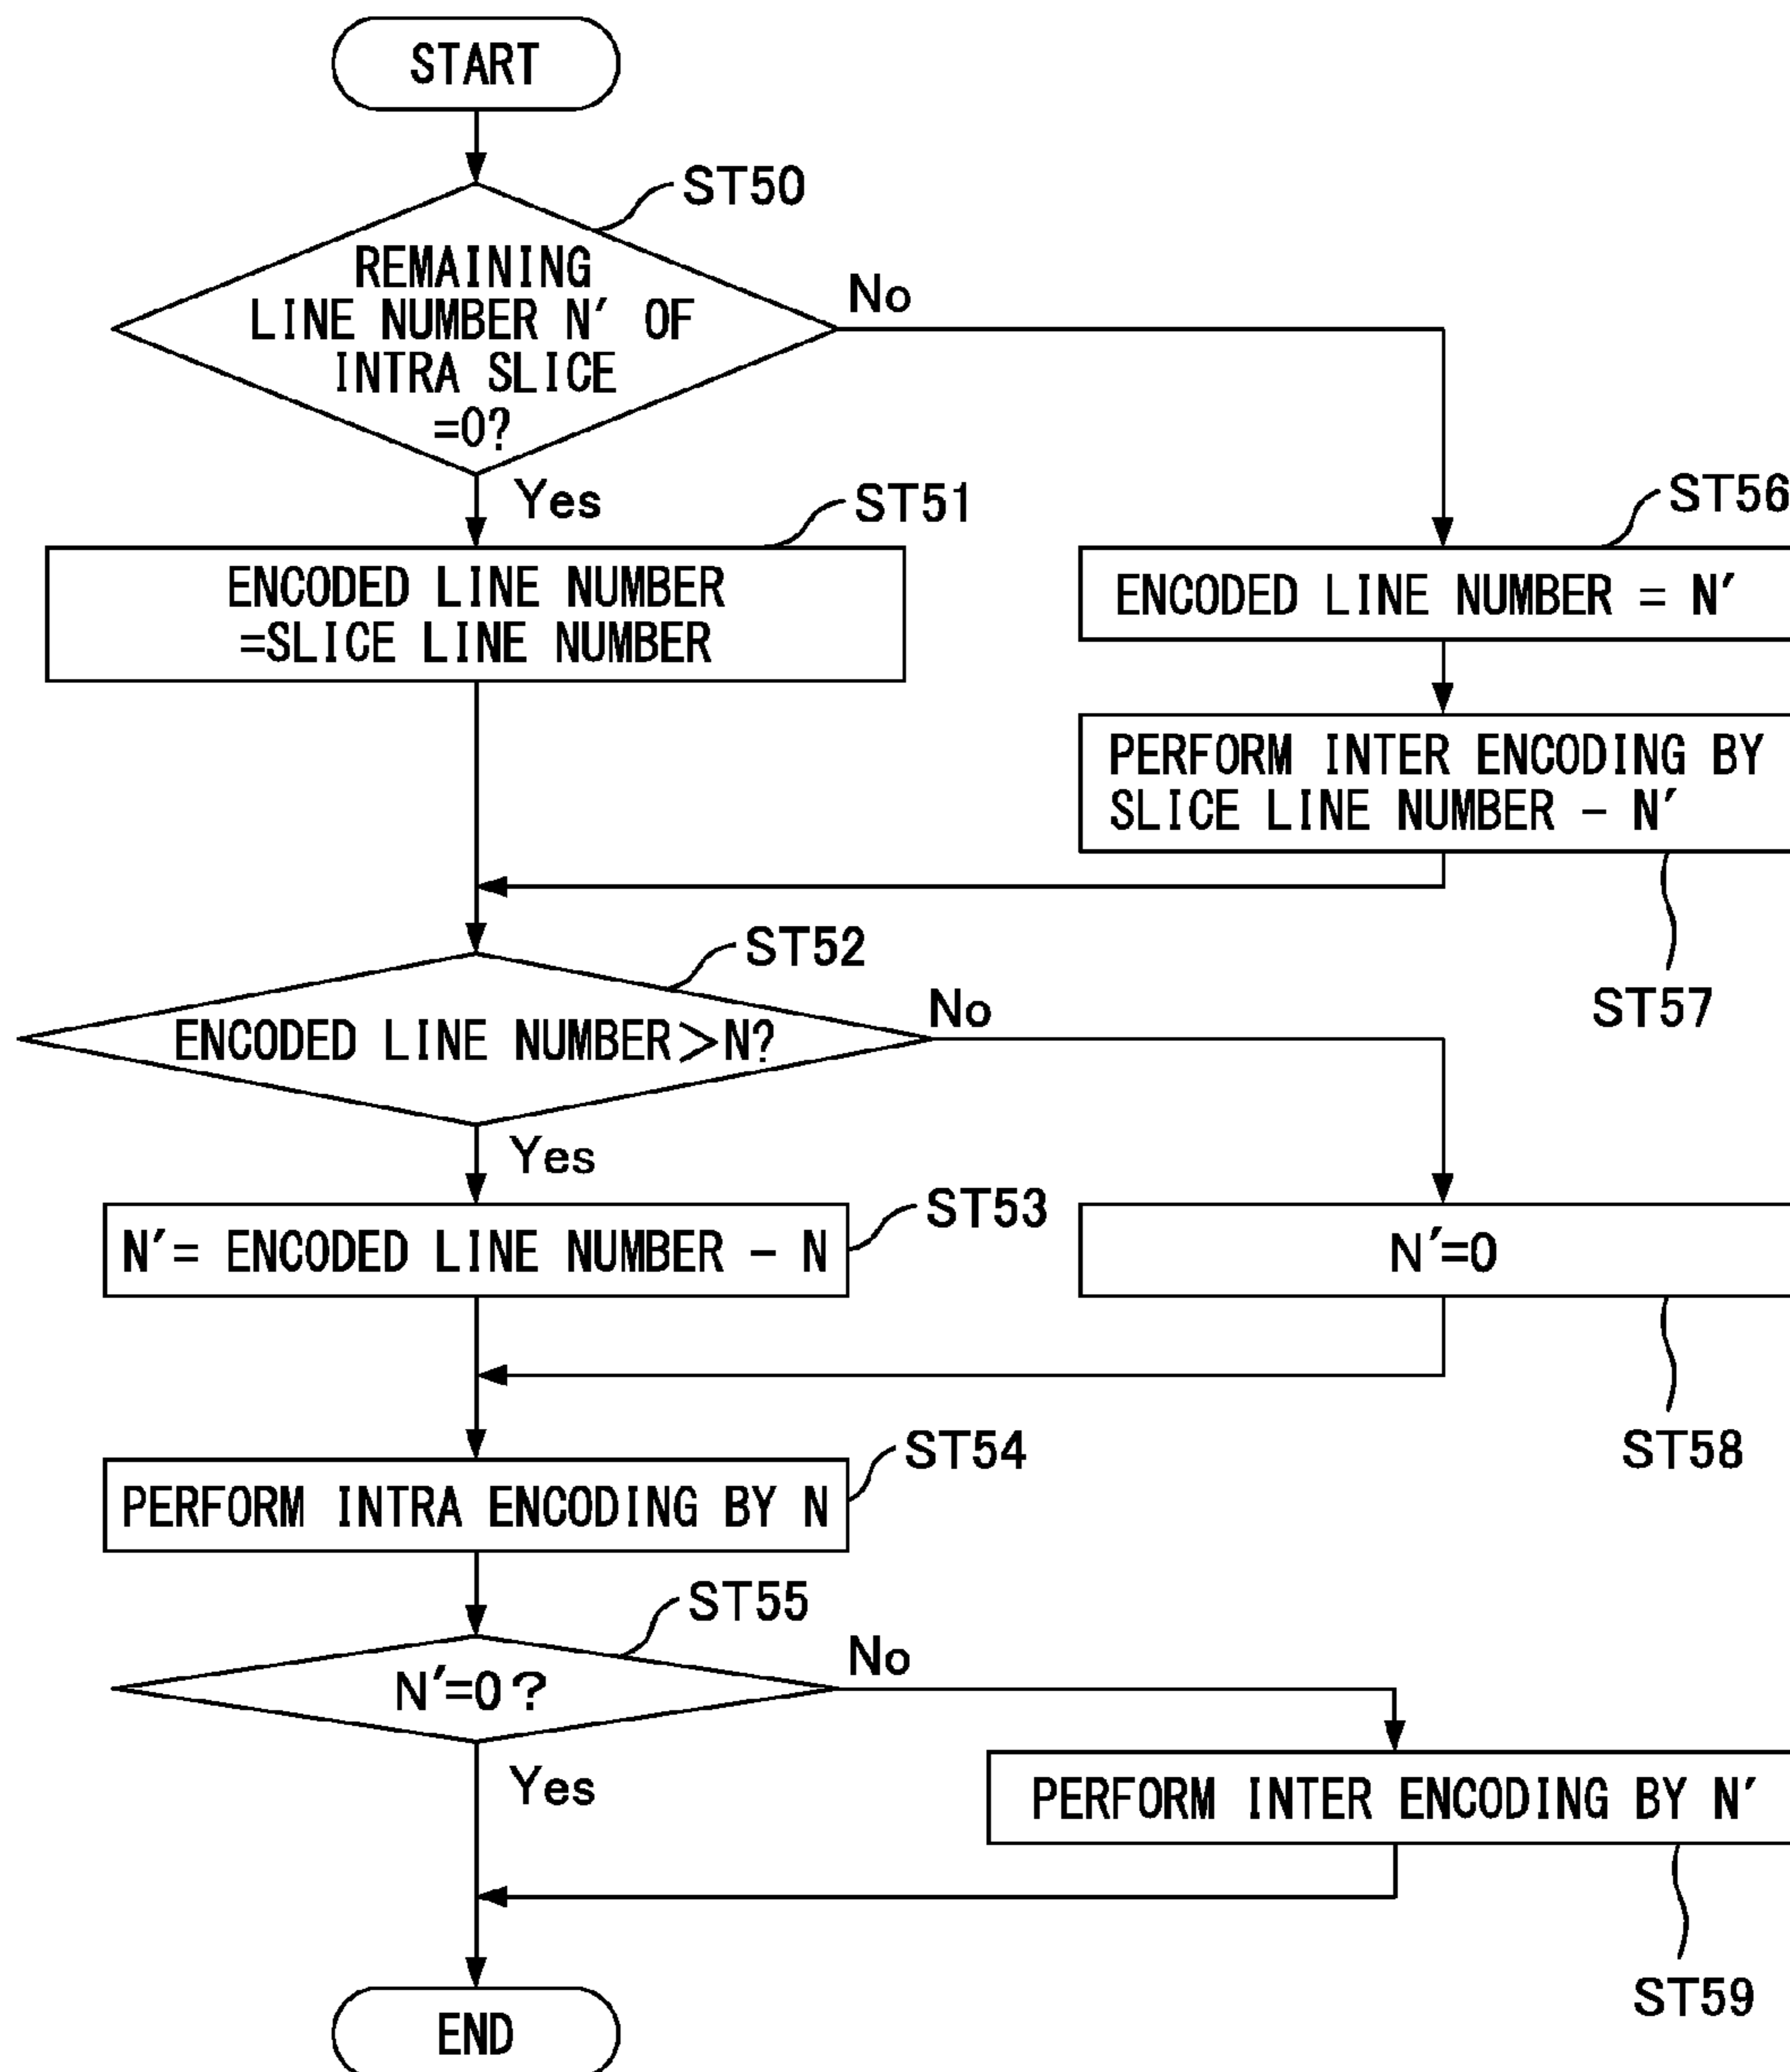 START
ST50
REMAINING
LINE NUMBER N′ OF
INTRA SLICE
=0?
No
Yes
ST51
ENCODED LINE NUMBER
=SLICE LINE NUMBER
ST56
ENCODED LINE NUMBER = N′
PERFORM INTER ENCODING BY
SLICE LINE NUMBER - N′
ST57
ST52
ENCODED LINE NUMBER>N?
No
Yes
ST53
N′= ENCODED LINE NUMBER - N
N′=0
ST58
ST54
PERFORM INTRA ENCODING BY N
ST55
N′=0?
No
Yes
PERFORM INTER ENCODING BY N′
ST59
END